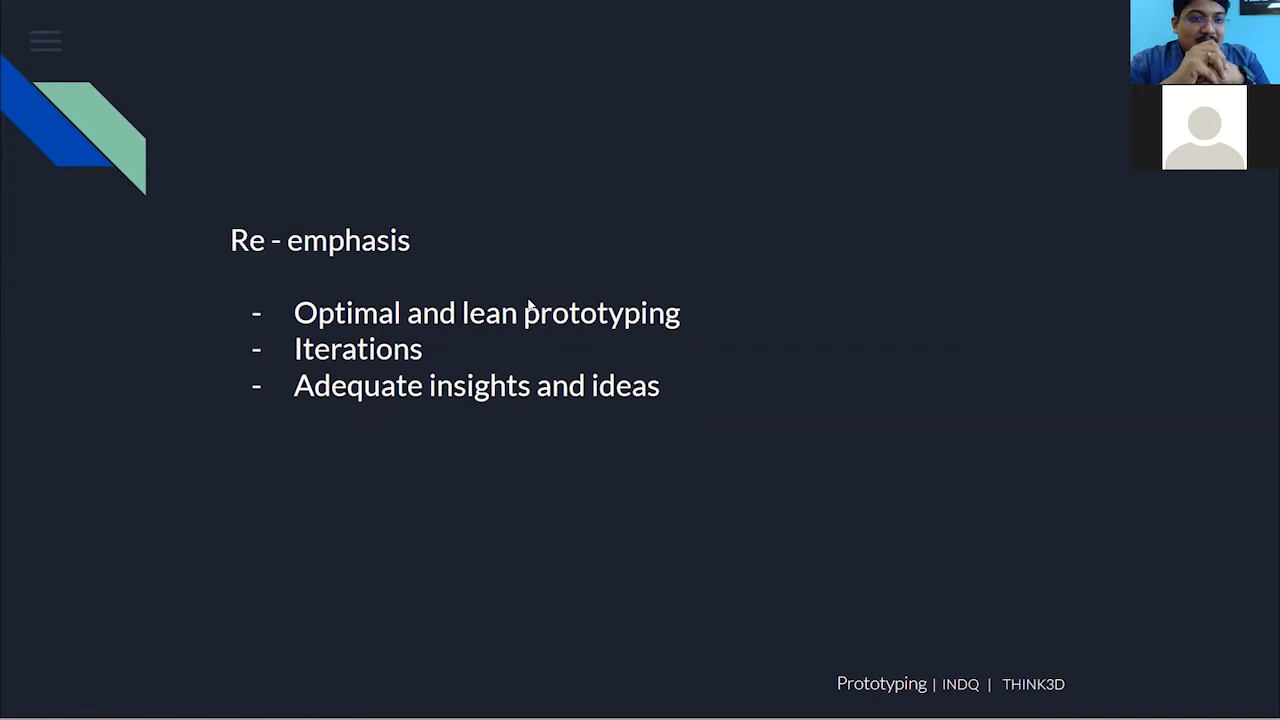 Re - emphasis
- Optimal and lean prototyping
- Iterations
- Adequate insights and ideas
Prototyping | INDQ | THINK3D